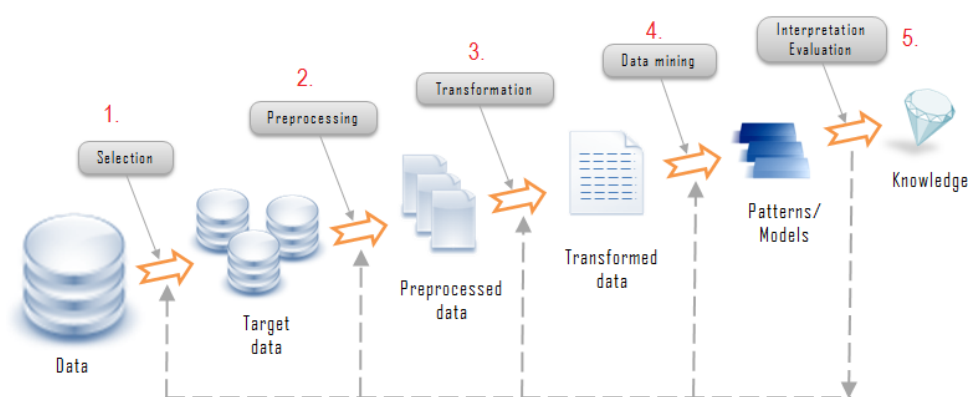 1.
Selection
2.
Preprocessing
3.
Transformation
4.
Data mining
Interpretation
Evaluation
5.
Data
Target
data
Preprocessed
data
Transformed
data
Patterns/
Models
Knowledge